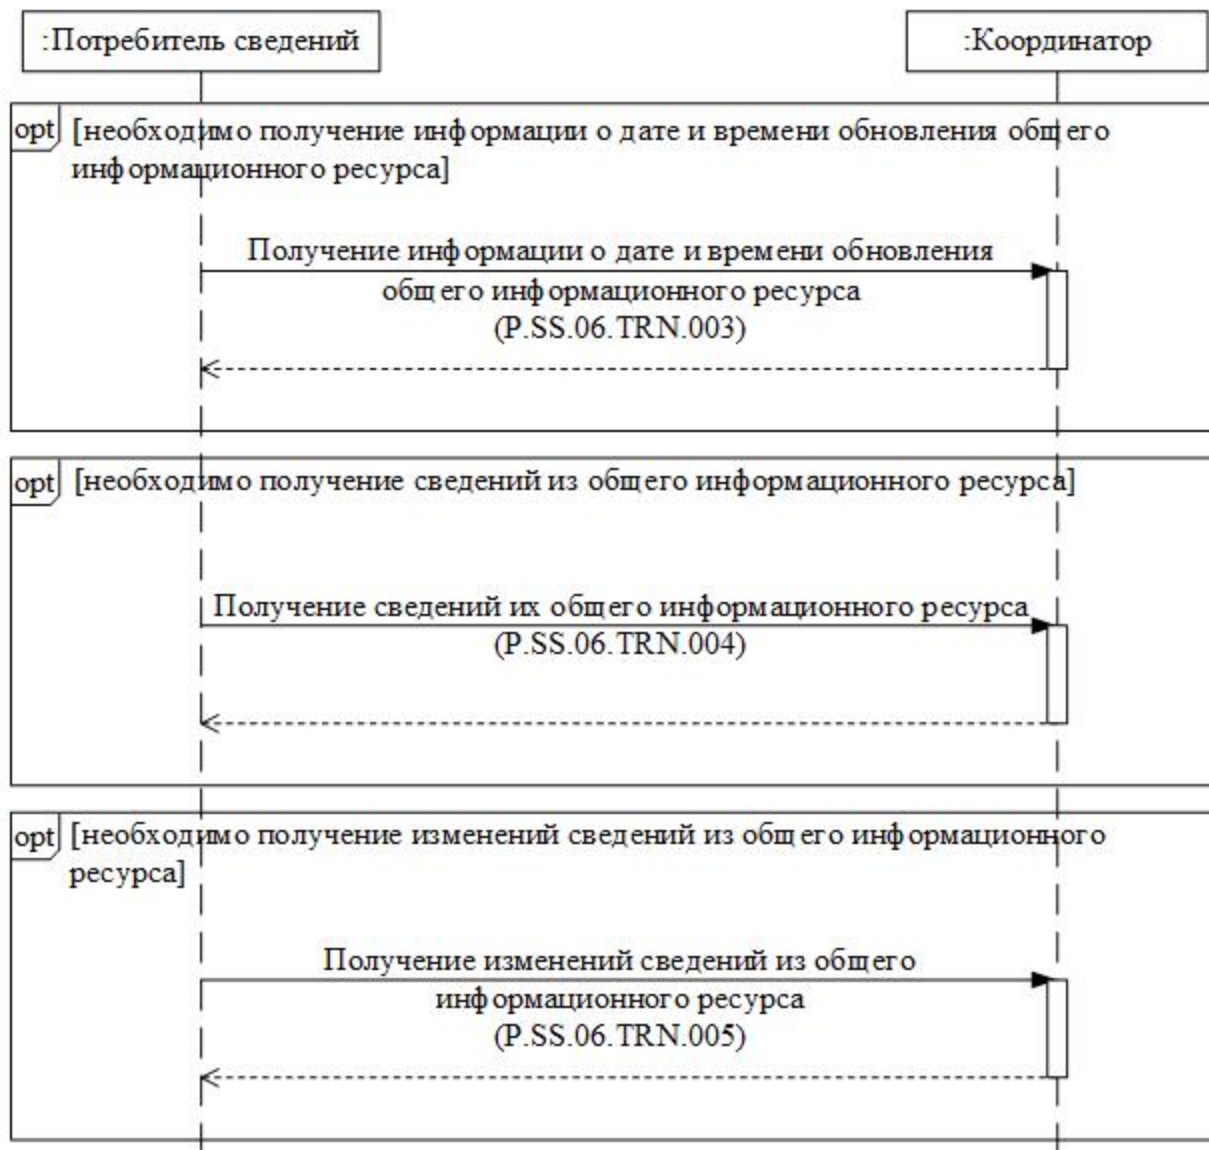 :Потребитель сведений
:Координатор
opt
[необходимо получение информации о дате и времени обновления общего
информационного ресурса]
Получение информации о дате и времени обновления
общего информационного ресурса
(P.SS.06.TRN.003)
opt
[необходимо получение сведений из общего информационного ресурса]
Получение сведений их общего информационного ресурса
(P.SS.06.TRN.004)
opt
[необходимо получение изменений сведений из общего информационного
ресурса]
Получение изменений сведений из общего
информационного ресурса
(P.SS.06.TRN.005)